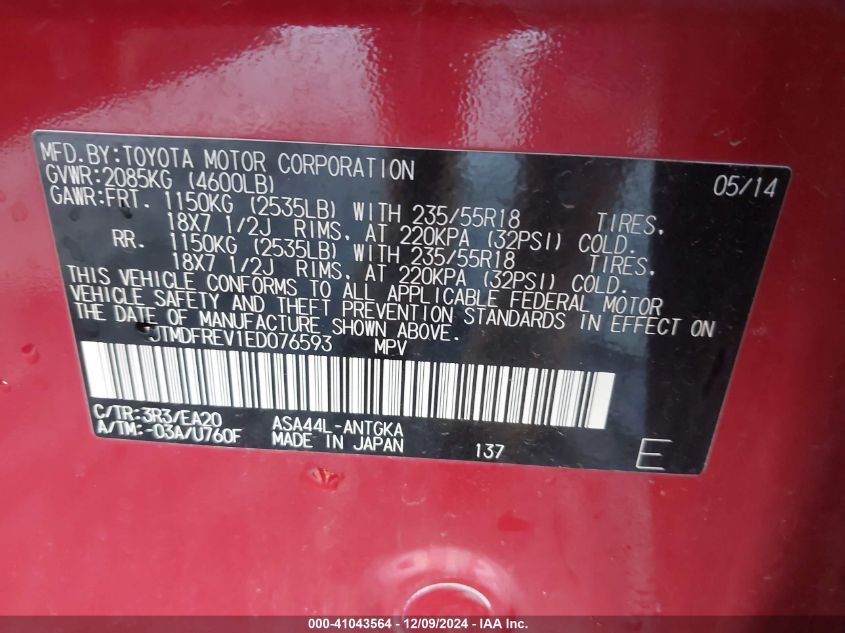 MFD.BY:TOYOTA MOTOR CORPORATION 05/14
GVWR:2085KG (4600LB)
GAWR:FRT. 1150KG (2535LB) WITH 235/55R18 TIRES,
18X7 1/2J RIMS, AT 220KPA (32PSI) COLD.
RR. 1150KG (2535LB) WITH 235/55R18 TIRES,
18X7 1/2J RIMS, AT 220KPA (32PSI) COLD.
THIS VEHICLE CONFORMS TO ALL APPLICABLE FEDERAL MOTOR
VEHICLE SAFETY AND THEFT PREVENTION STANDARDS IN EFFECT ON
THE DATE OF MANUFACTURE SHOWN ABOVE.
JTMDFREV1ED076593 MPV
C/TR:3R3/EA20 ASA44L-ANTGKA
A/TM:-03A/U760F MADE IN JAPAN 137 E
000-41043564 - 12/09/2024 - IAA Inc.